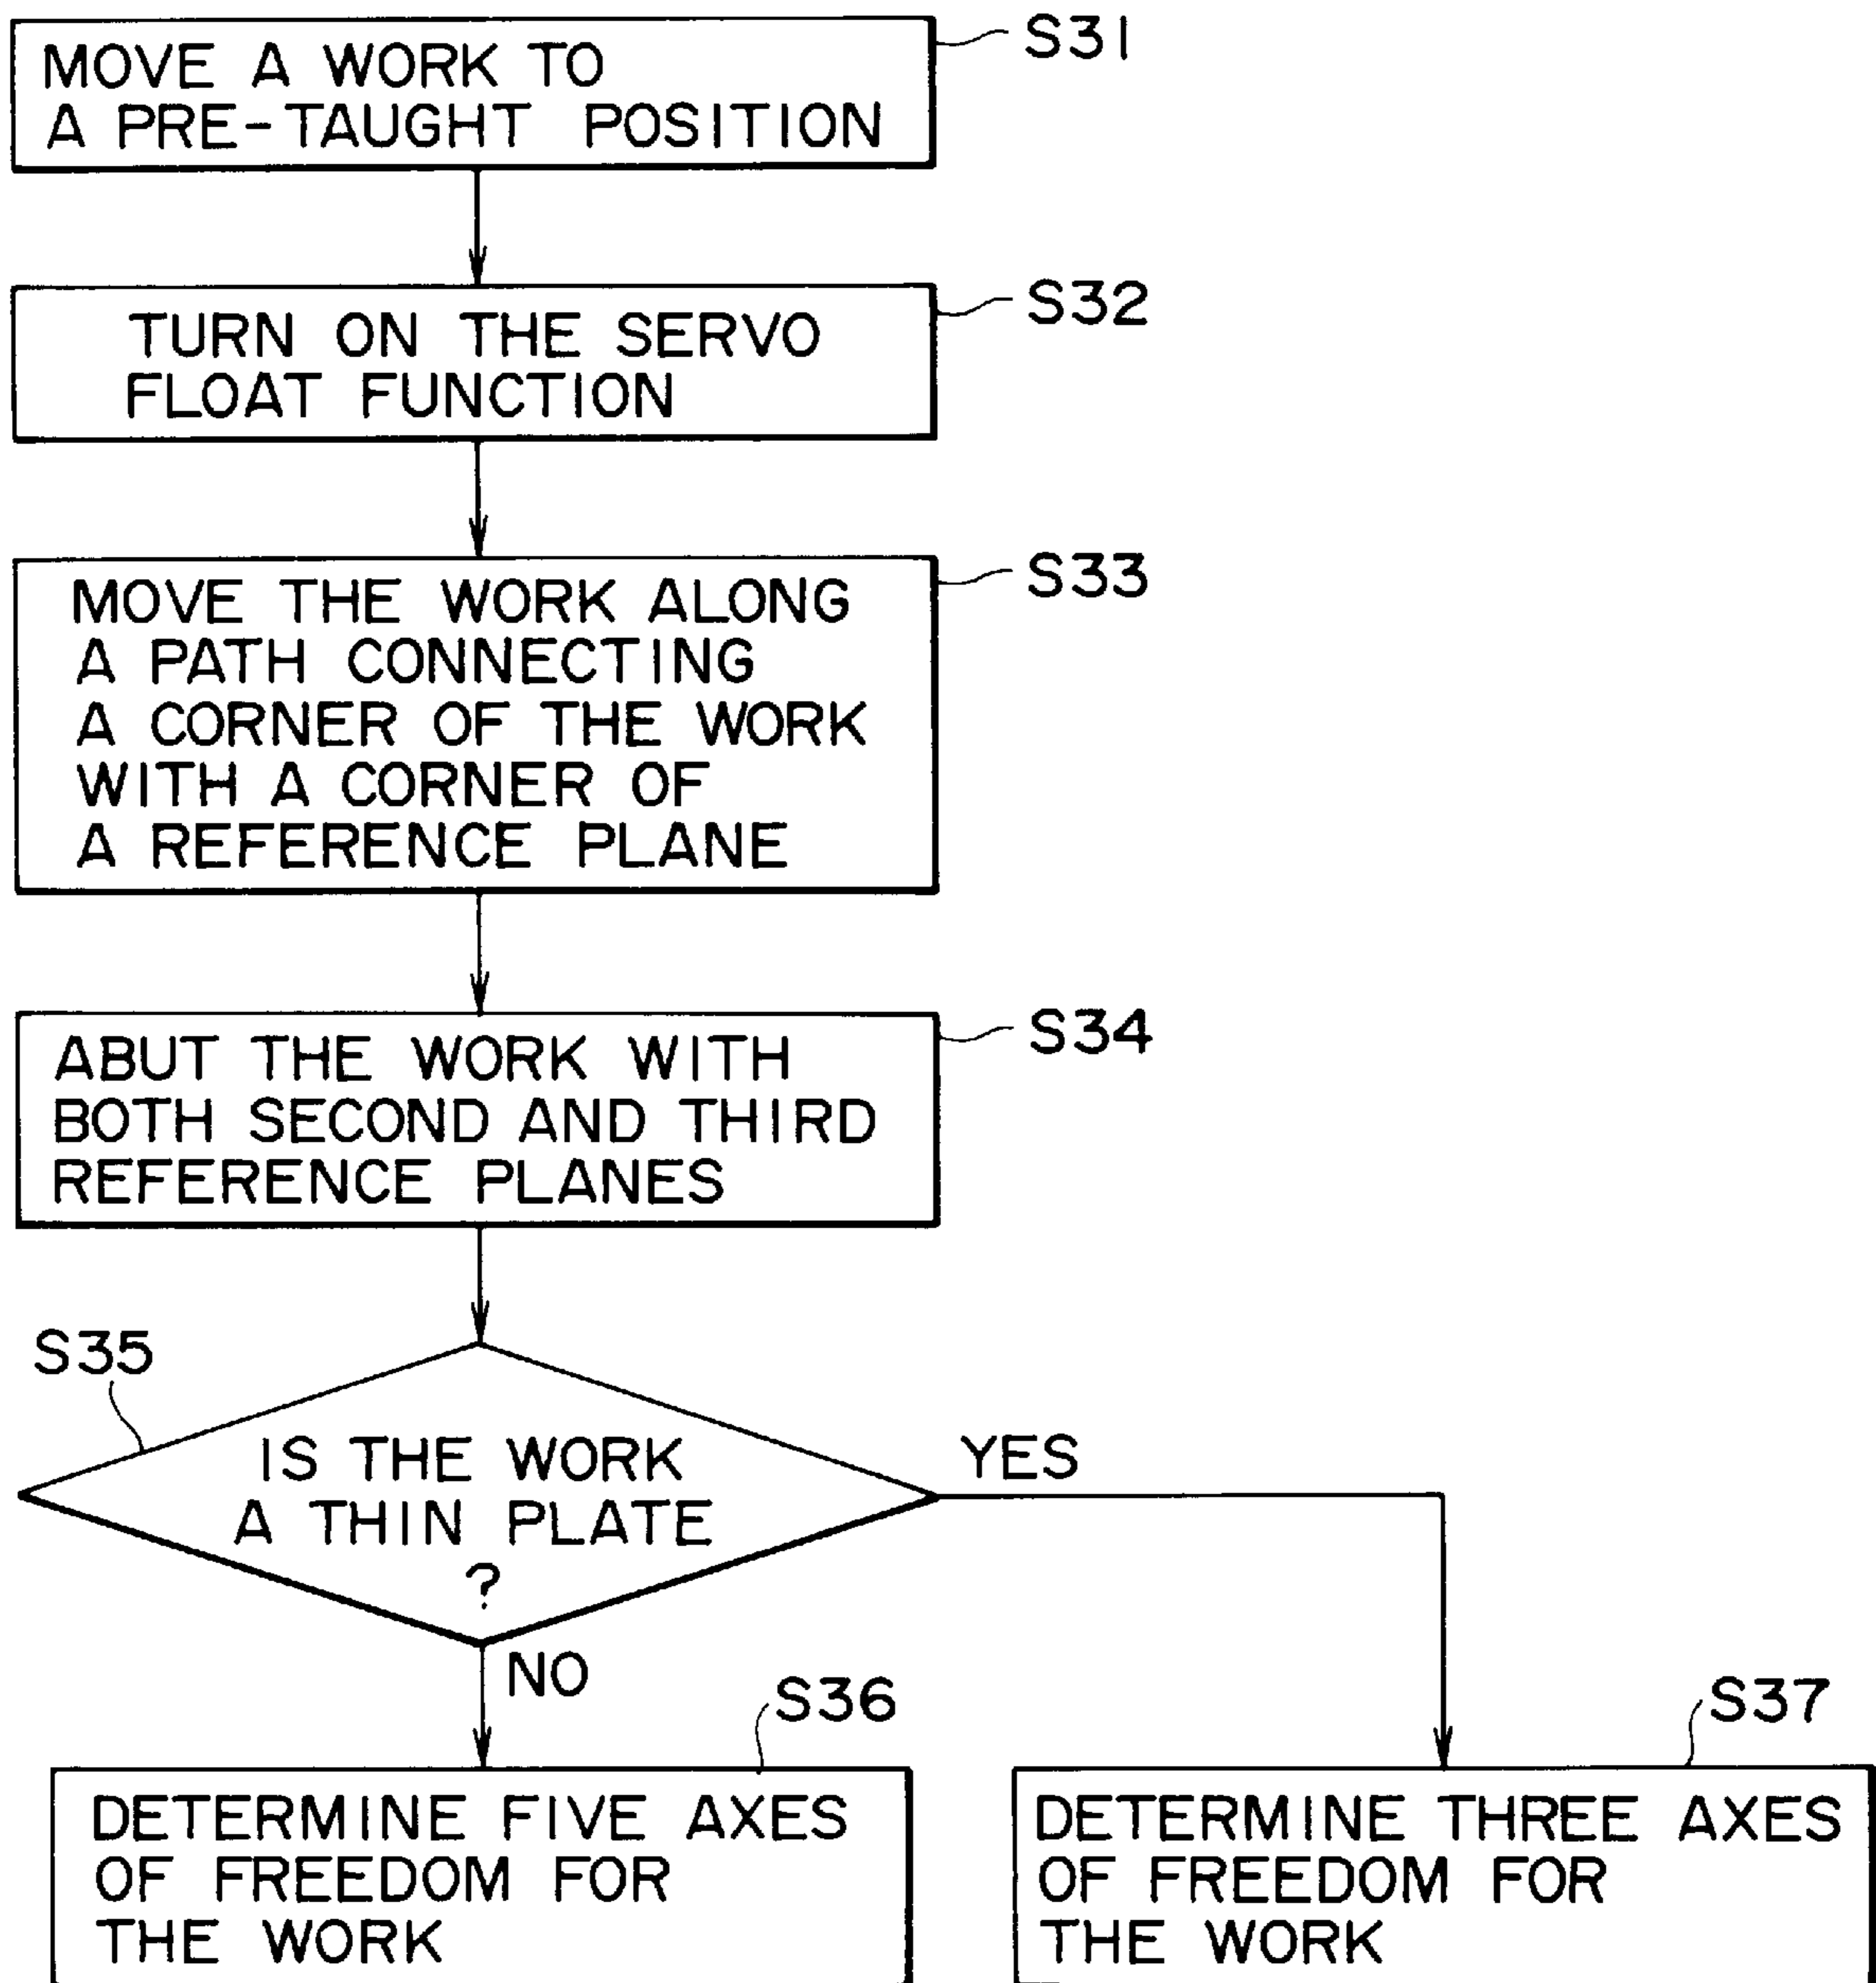 MOVE A WORK TO
A PRE-TAUGHT POSITION
S31
TURN ON THE SERVO
FLOAT FUNCTION
S32
MOVE THE WORK ALONG
A PATH CONNECTING
A CORNER OF THE WORK
WITH A CORNER OF
A REFERENCE PLANE
S33
ABUT THE WORK WITH
BOTH SECOND AND THIRD
REFERENCE PLANES
S34
S35
IS THE WORK
A THIN PLATE
?
YES
NO
S36
DETERMINE FIVE AXES
OF FREEDOM FOR
THE WORK
S37
DETERMINE THREE AXES
OF FREEDOM FOR
THE WORK